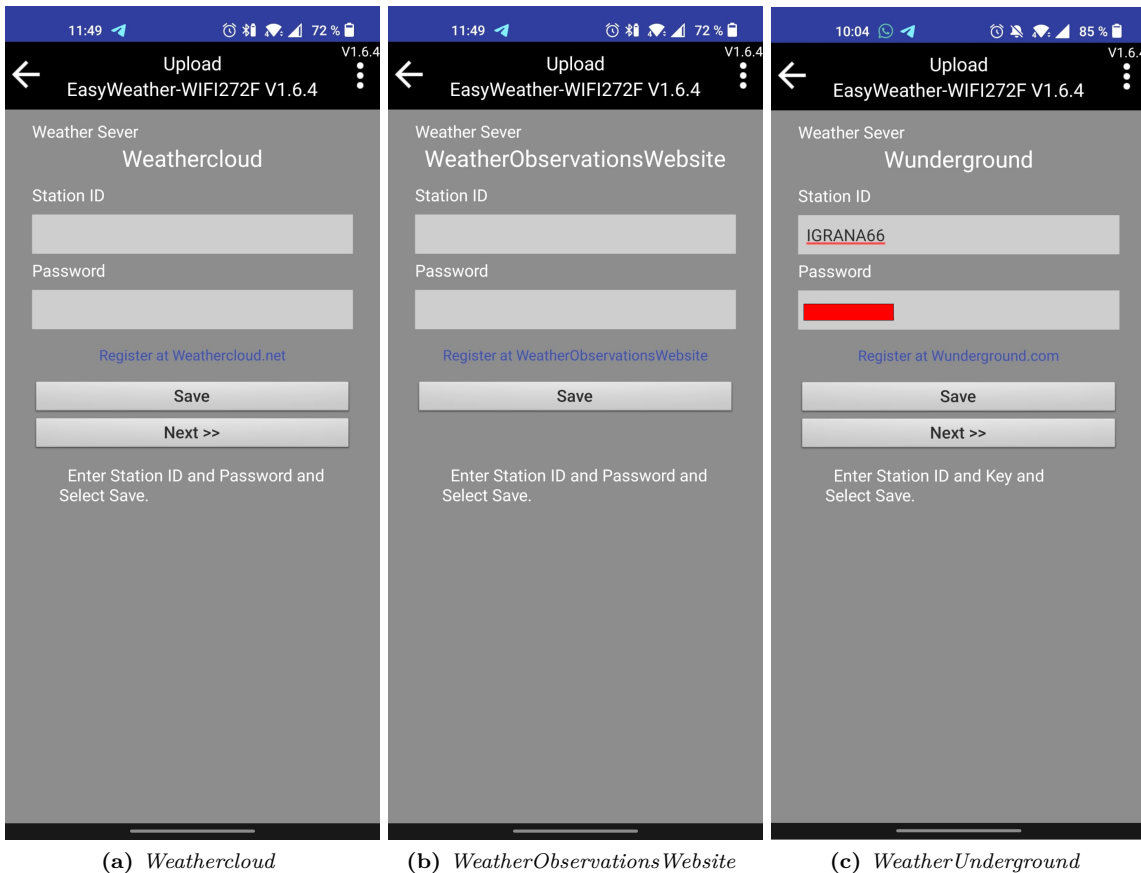 11:49 72 %
V1.6.4
Upload
EasyWeather-WIFI272F V1.6.4
Weather Sever
Weathercloud
Station ID
Password
Register at Weathercloud.net
Save
Next >>
Enter Station ID and Password and
Select Save.
(a) Weathercloud
11:49 72 %
V1.6.4
Upload
EasyWeather-WIFI272F V1.6.4
Weather Sever
WeatherObservationsWebsite
Station ID
Password
Register at WeatherObservationsWebsite
Save
Enter Station ID and Password and
Select Save.
(b) WeatherObservationsWebsite
10:04 85 %
V1.6.4
Upload
EasyWeather-WIFI272F V1.6.4
Weather Sever
Wunderground
Station ID
IGRANA66
Password
Register at Wunderground.com
Save
Next >>
Enter Station ID and Key and
Select Save.
(c) WeatherUnderground